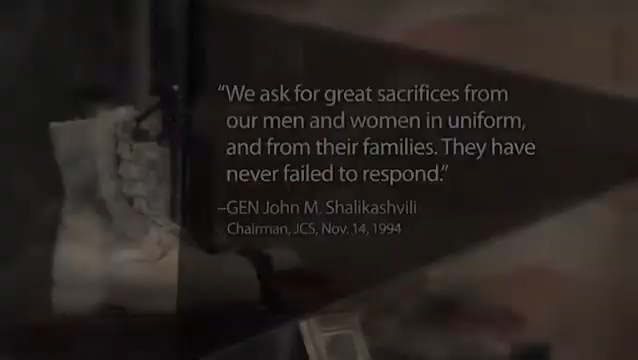 “We ask for great sacrifices from
our men and women in uniform,
and from their families. They have
never failed to respond.”
–GEN John M. Shalikashvili
Chairman, JCS, Nov. 14, 1994